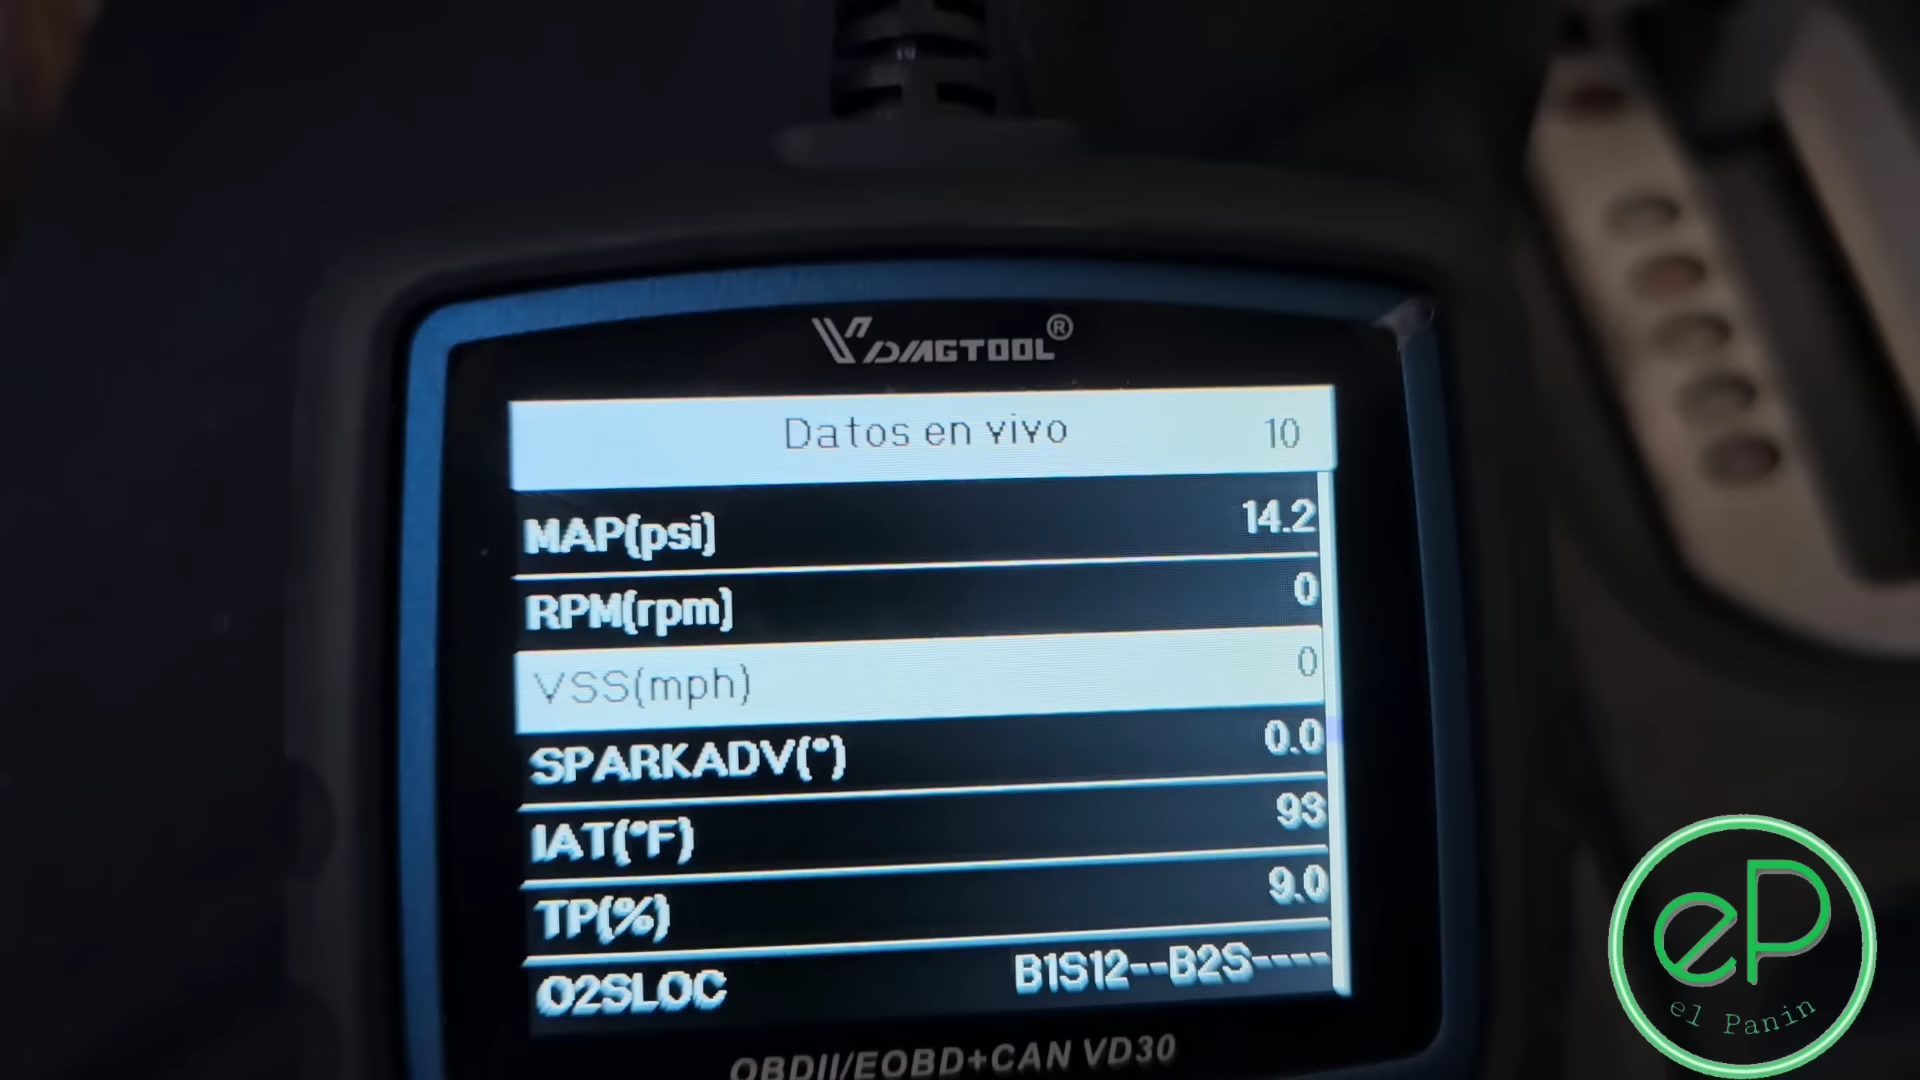 VDIAGTOOL®
Datos en vivo 10
MAP(psi) 14.2
RPM(rpm) 0
VSS(mph) 0
SPARKADV(°) 0.0
IAT(°F) 93
TP(%) 9.0
O2SLOC B1S12--B2S----
OBDII/EOBD+CAN VD30
eP
el Panin